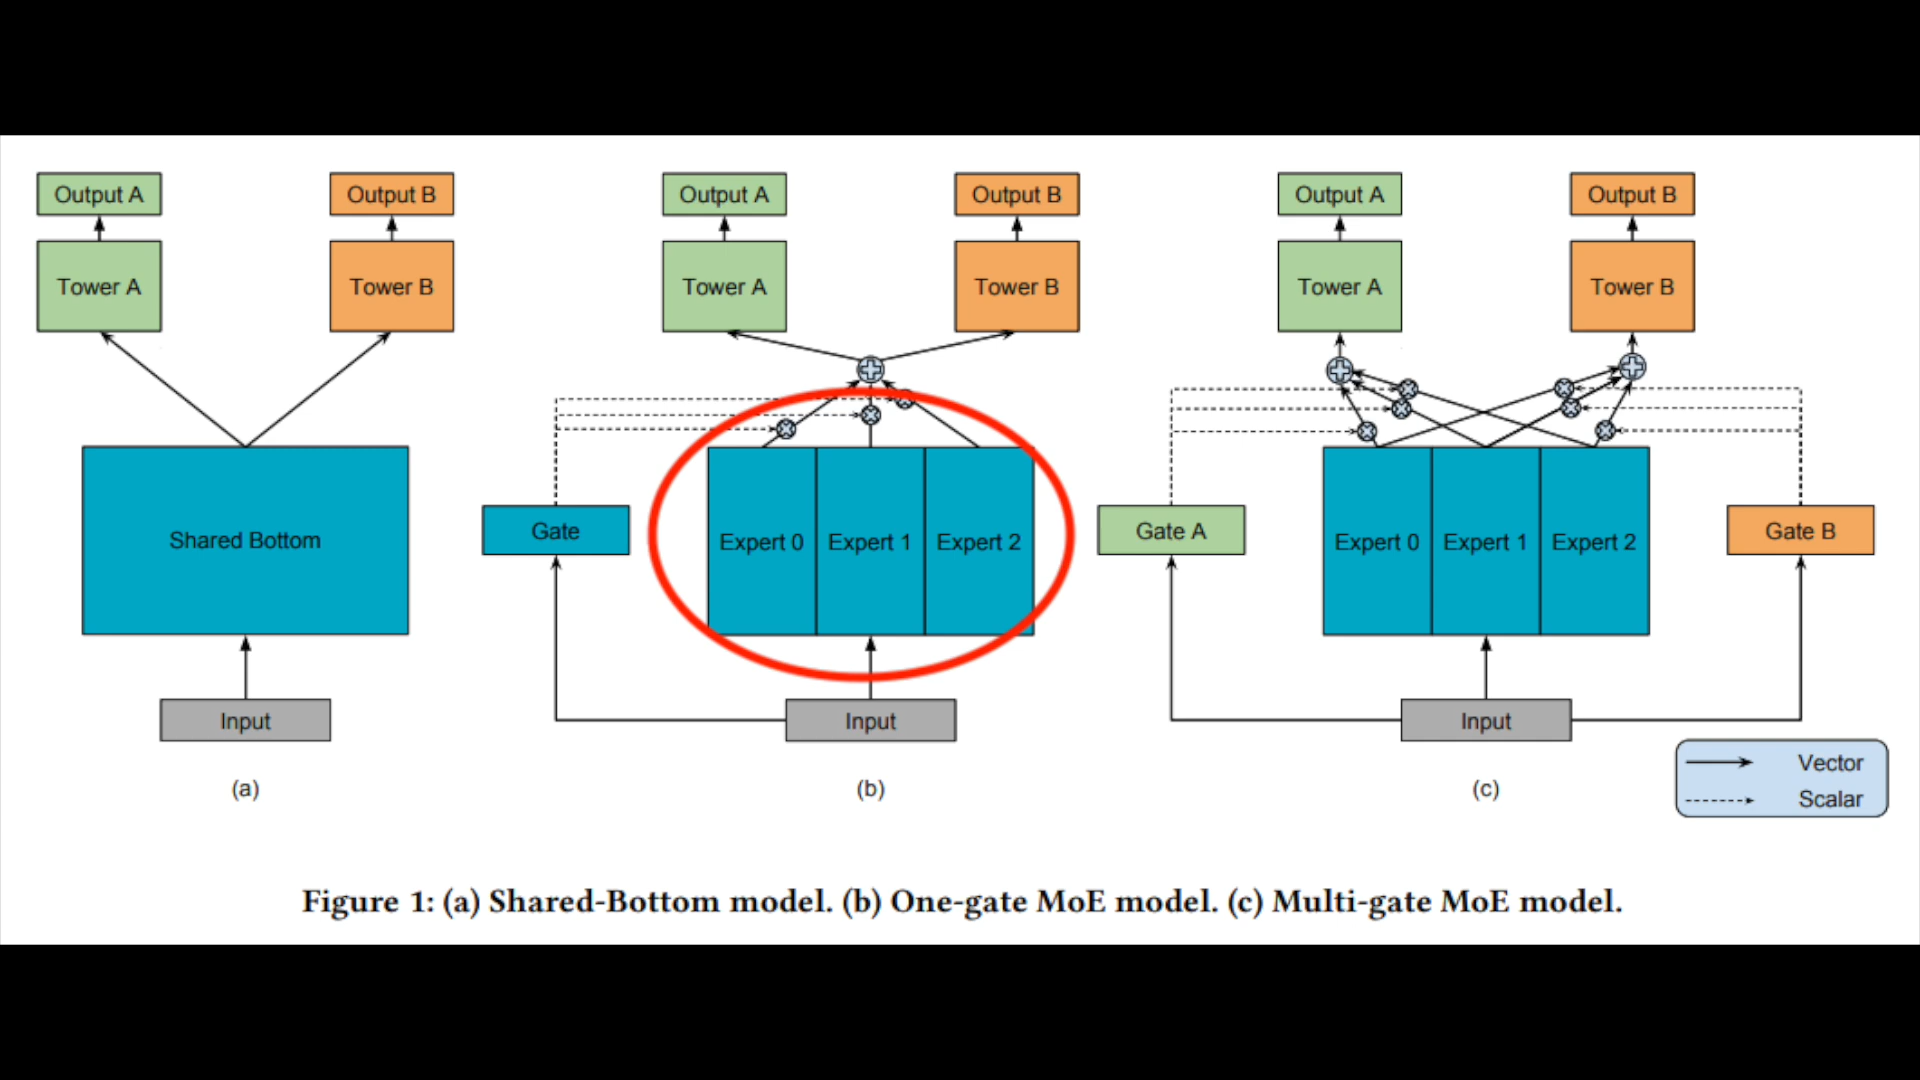 Output A
Output B
Tower A
Tower B
Shared Bottom
Input
(a)
Output A
Output B
Tower A
Tower B
Gate
Expert 0
Expert 1
Expert 2
Input
(b)
Output A
Output B
Tower A
Tower B
Gate A
Expert 0
Expert 1
Expert 2
Gate B
Input
(c)
Vector
Scalar
Figure 1: (a) Shared-Bottom model. (b) One-gate MoE model. (c) Multi-gate MoE model.